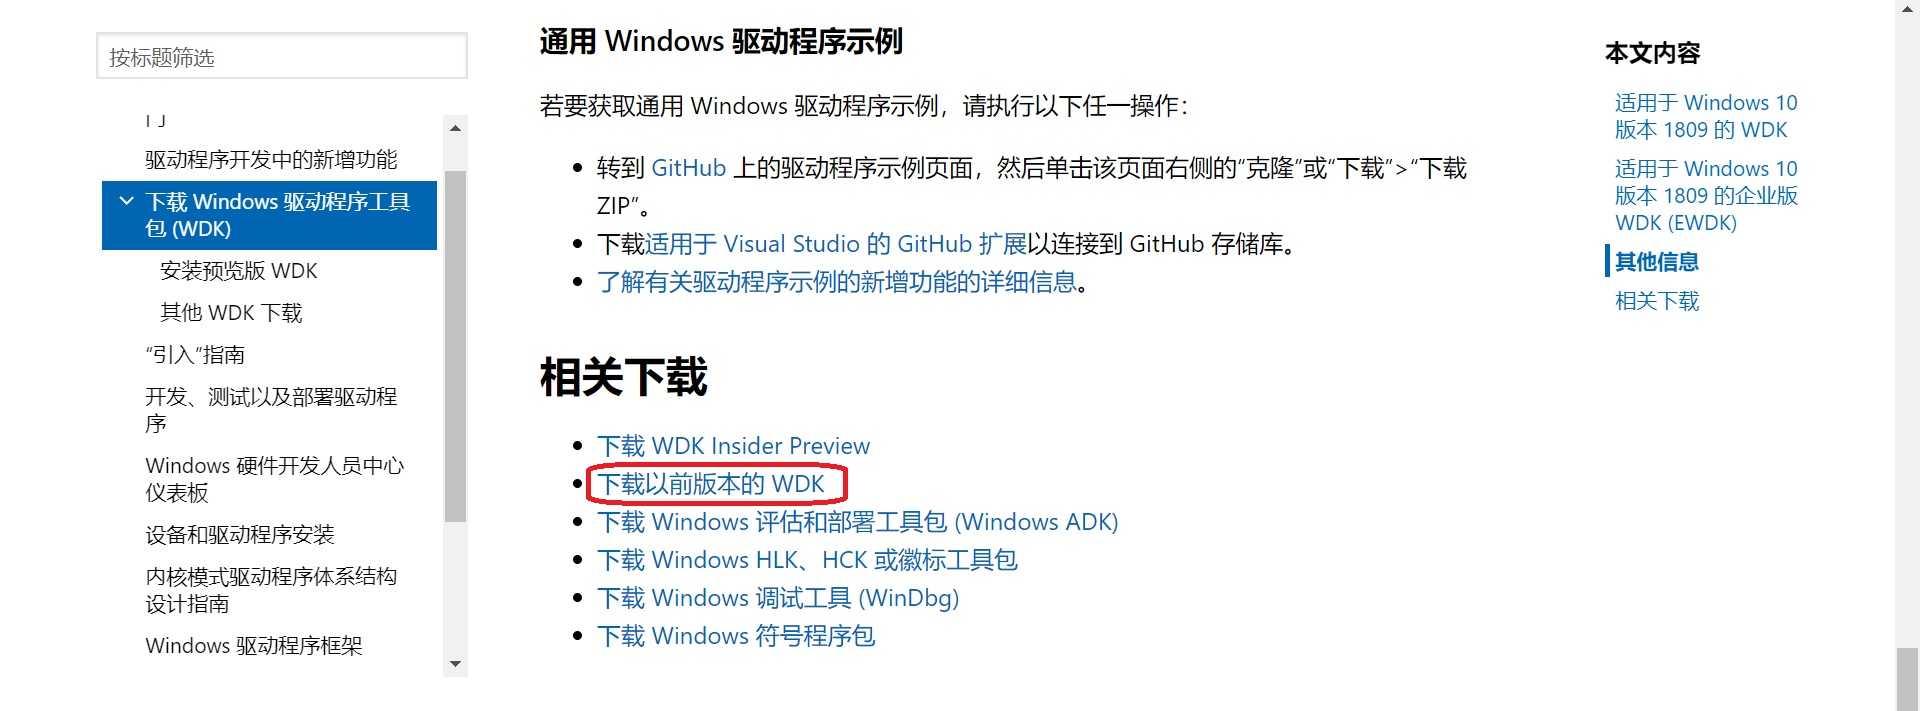 按标题筛选
驱动程序开发中的新增功能
下载 Windows 驱动程序工具
包 (WDK)
安装预览版 WDK
其他 WDK 下载
“引入”指南
开发、测试以及部署驱动程
序
Windows 硬件开发人员中心
仪表板
设备和驱动程序安装
内核模式驱动程序体系结构
设计指南
Windows 驱动程序框架
通用 Windows 驱动程序示例
若要获取通用 Windows 驱动程序示例，请执行以下任一操作：
转到 GitHub 上的驱动程序示例页面，然后单击该页面右侧的“克隆”或“下载”>“下载
ZIP”。
下载适用于 Visual Studio 的 GitHub 扩展以连接到 GitHub 存储库。
了解有关驱动程序示例的新增功能的详细信息。
相关下载
下载 WDK Insider Preview
下载以前版本的 WDK
下载 Windows 评估和部署工具包 (Windows ADK)
下载 Windows HLK、HCK 或徽标工具包
下载 Windows 调试工具 (WinDbg)
下载 Windows 符号程序包
本文内容
适用于 Windows 10
版本 1809 的 WDK
适用于 Windows 10
版本 1809 的企业版
WDK (EWDK)
其他信息
相关下载